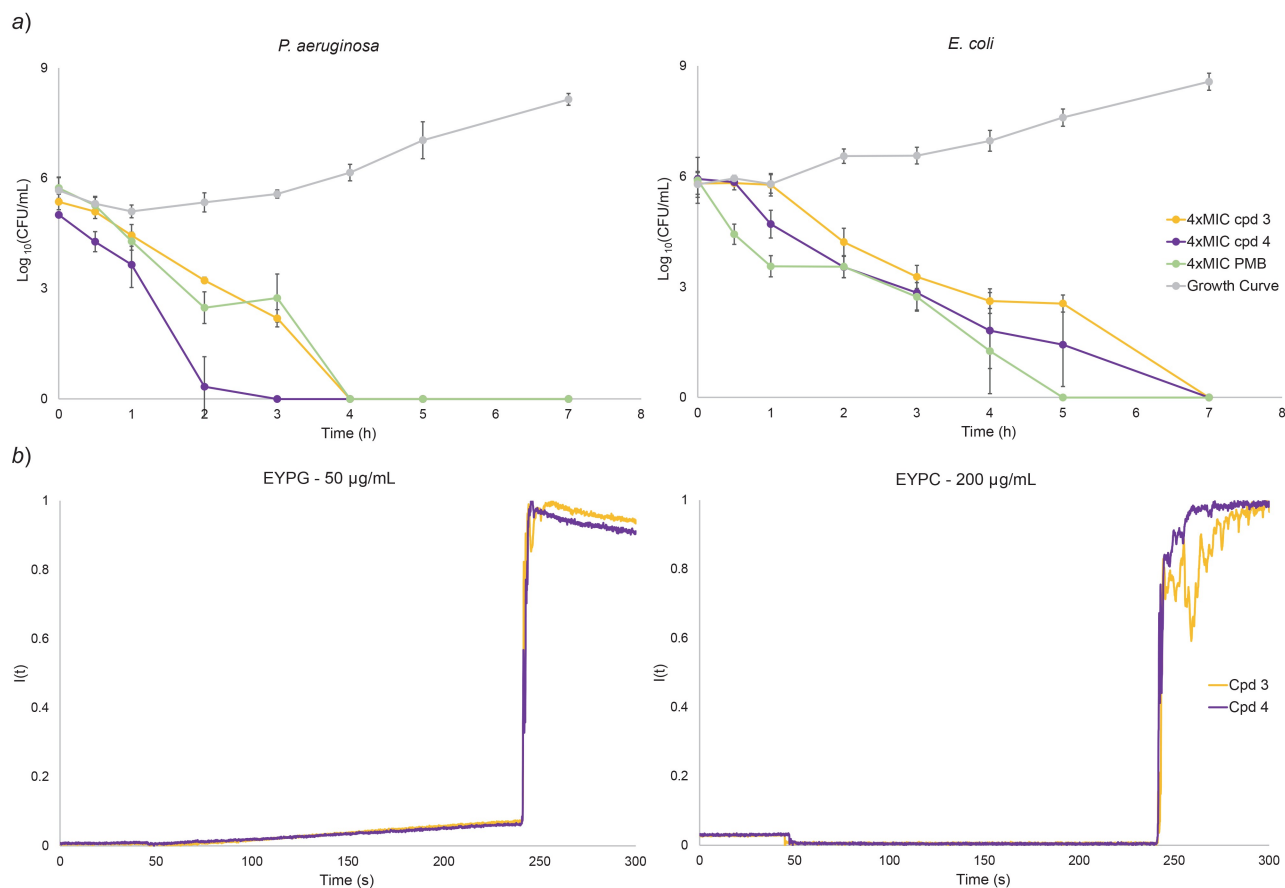 a)
P. aeruginosa
E. coli
9
6
3
0
Log10(CFU/mL)
0 1 2 3 4 5 6 7 8
Time (h)
9
6
3
0
Log10(CFU/mL)
0 1 2 3 4 5 6 7 8
Time (h)
4xMIC cpd 3
4xMIC cpd 4
4xMIC PMB
Growth Curve
b)
EYPG - 50 µg/mL
EYPC - 200 µg/mL
1
0.8
0.6
0.4
0.2
0
I(t)
0 50 100 150 200 250 300
Time (s)
1
0.8
0.6
0.4
0.2
0
I(t)
0 50 100 150 200 250 300
Time (s)
Cpd 3
Cpd 4